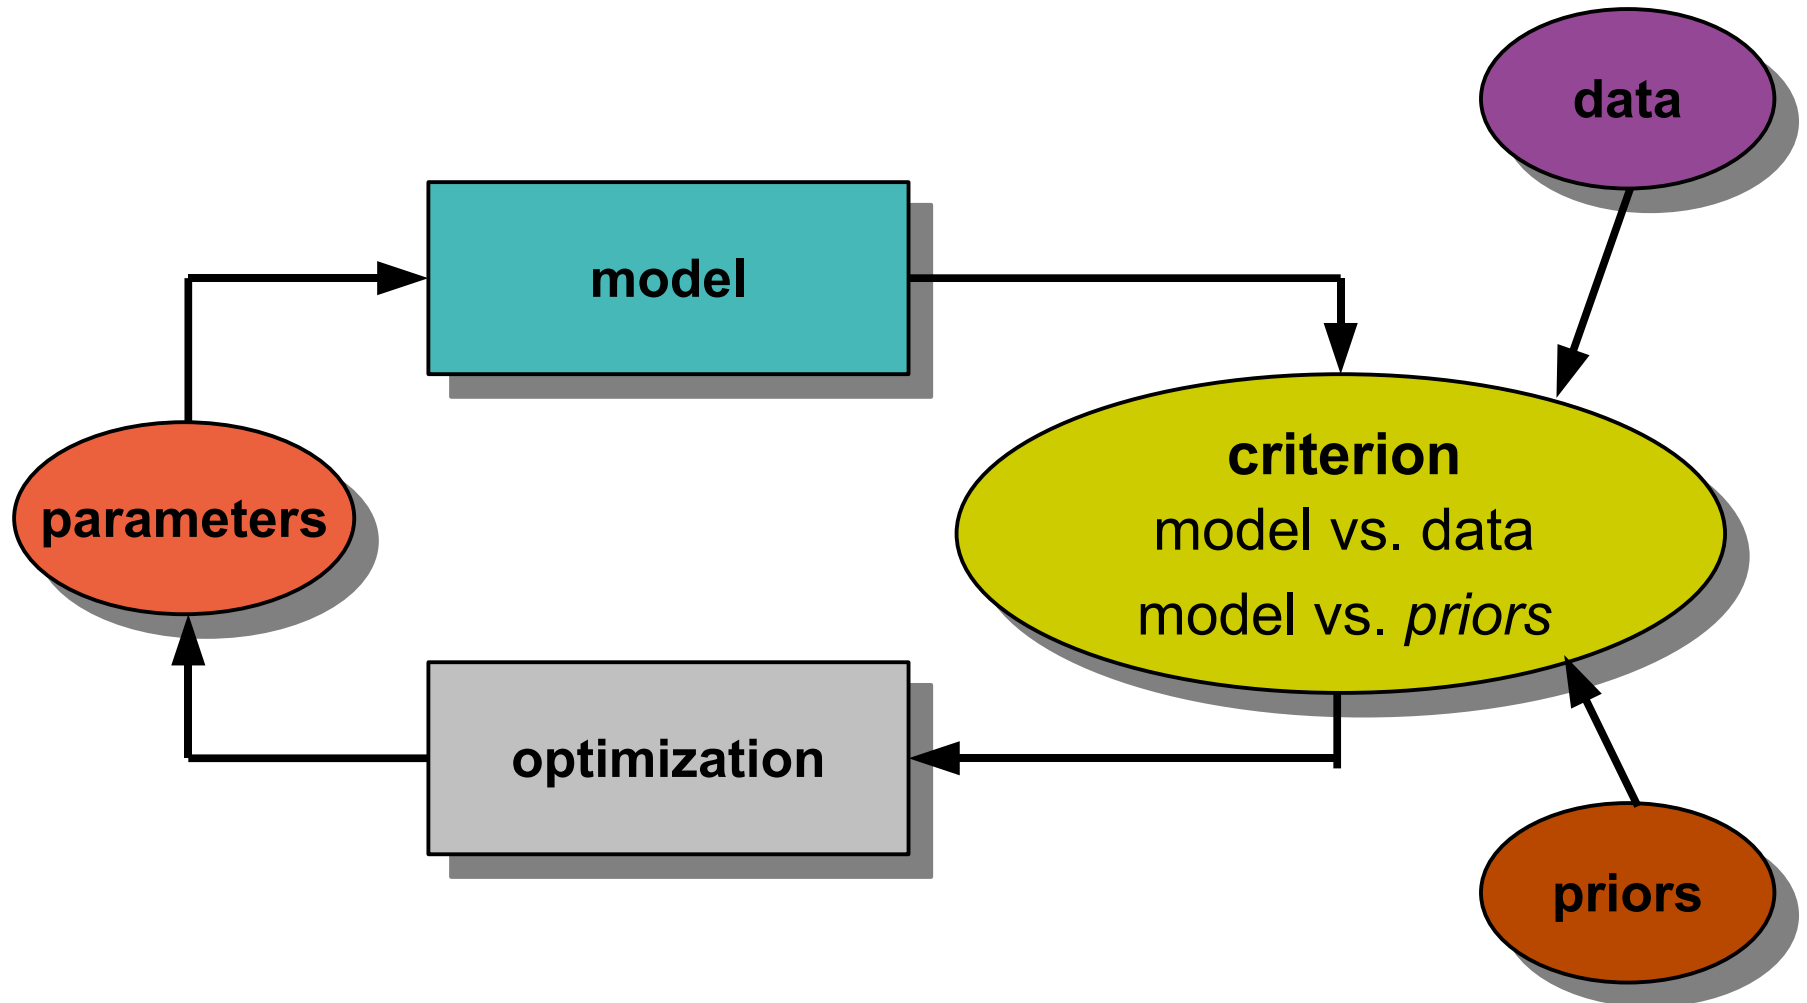 data
model
criterion
model vs. data
model vs. priors
parameters
optimization
priors